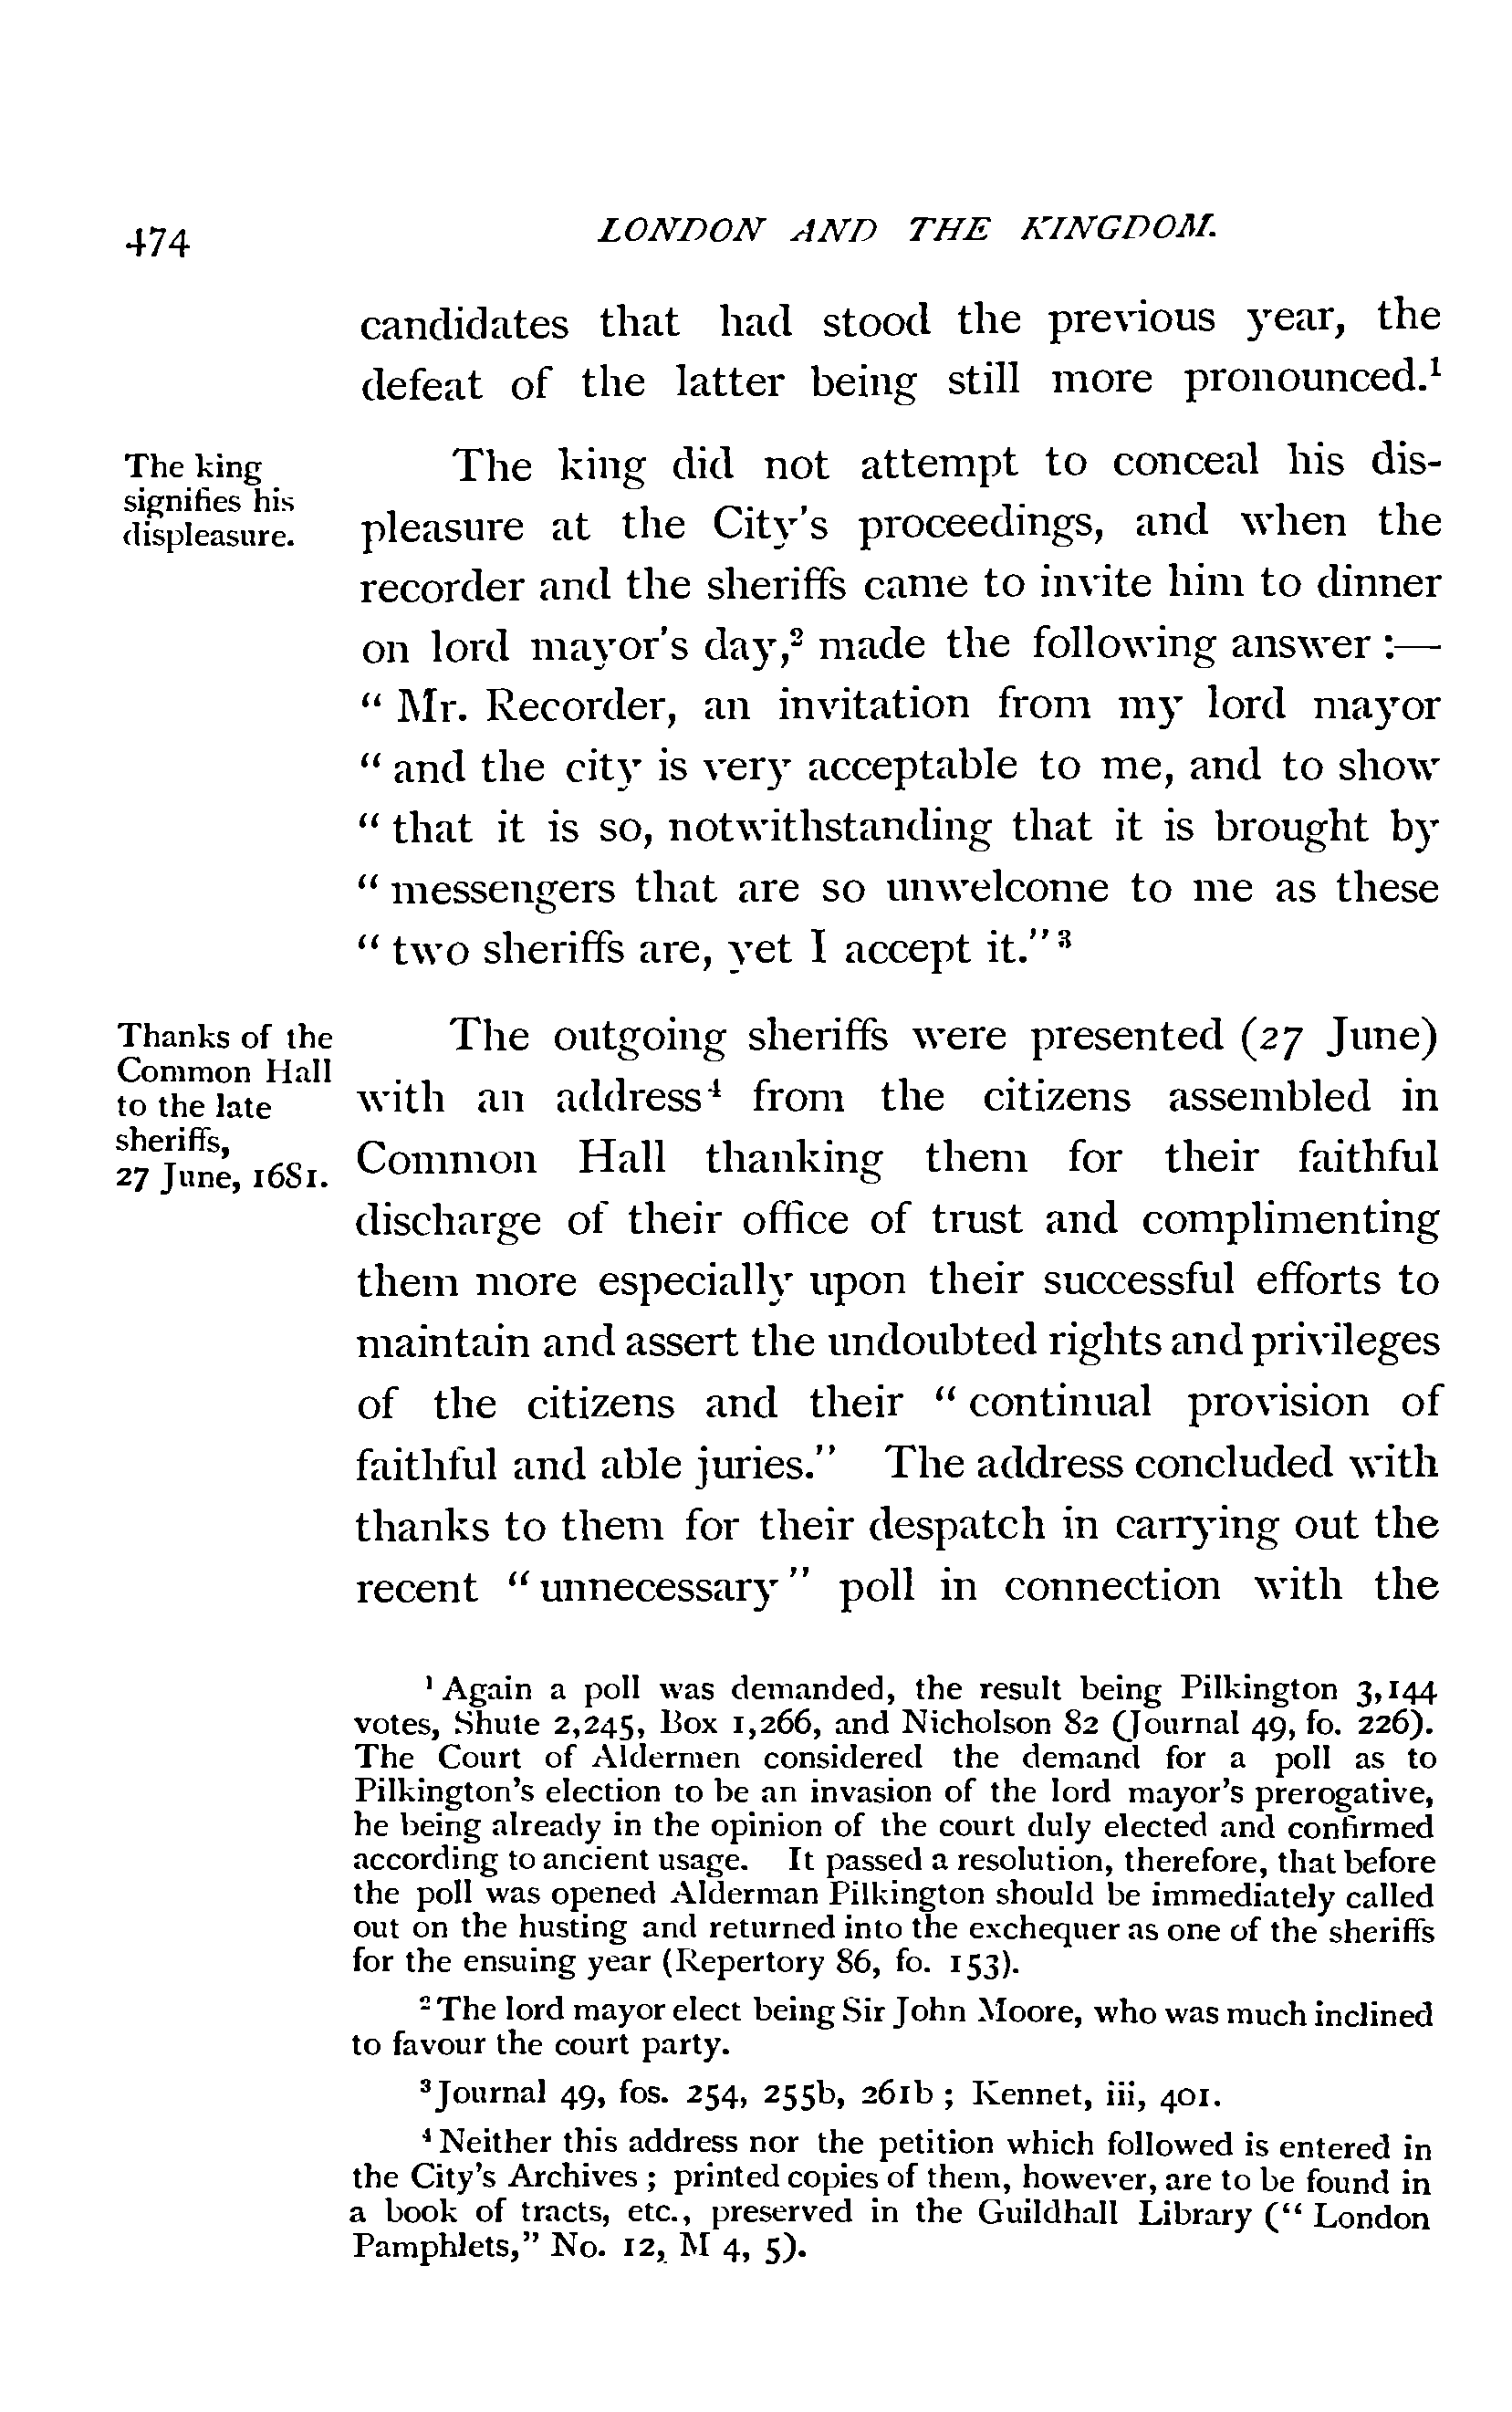 474
LONDON AND THE KINGDOM.
candidates that had stood the previous year, the
defeat of the latter being still more pronounced.¹
The king
signifies his
displeasure.
The king did not attempt to conceal his dis-
pleasure at the City's proceedings, and when the
recorder and the sheriffs came to invite him to dinner
on lord mayor's day,² made the following answer :—
" Mr. Recorder, an invitation from my lord mayor
" and the city is very acceptable to me, and to show
" that it is so, notwithstanding that it is brought by
" messengers that are so unwelcome to me as these
" two sheriffs are, yet I accept it."³
Thanks of the
Common Hall
to the late
sheriffs,
27 June, 1681.
The outgoing sheriffs were presented (27 June)
with an address⁴ from the citizens assembled in
Common Hall thanking them for their faithful
discharge of their office of trust and complimenting
them more especially upon their successful efforts to
maintain and assert the undoubted rights and privileges
of the citizens and their " continual provision of
faithful and able juries." The address concluded with
thanks to them for their despatch in carrying out the
recent " unnecessary " poll in connection with the
¹ Again a poll was demanded, the result being Pilkington 3,144
votes, Shute 2,245, Box 1,266, and Nicholson 82 (Journal 49, fo. 226).
The Court of Aldermen considered the demand for a poll as to
Pilkington's election to be an invasion of the lord mayor's prerogative,
he being already in the opinion of the court duly elected and confirmed
according to ancient usage. It passed a resolution, therefore, that before
the poll was opened Alderman Pilkington should be immediately called
out on the husting and returned into the exchequer as one of the sheriffs
for the ensuing year (Repertory 86, fo. 153).
² The lord mayor elect being Sir John Moore, who was much inclined
to favour the court party.
³ Journal 49, fos. 254, 255b, 261b ; Kennet, iii, 401.
⁴ Neither this address nor the petition which followed is entered in
the City's Archives ; printed copies of them, however, are to be found in
a book of tracts, etc., preserved in the Guildhall Library (" London
Pamphlets," No. 12, M 4, 5).